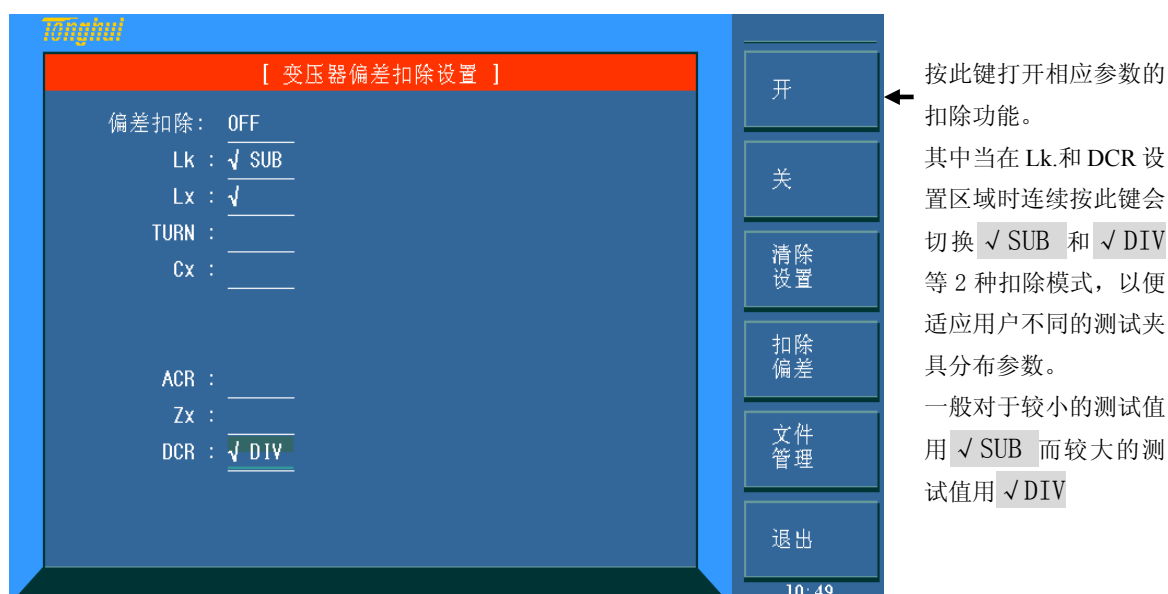 Tonghui
[ 变压器偏差扣除设置 ]
偏差扣除: OFF
Lk : √ SUB
Lx : √
TURN :
Cx :
ACR :
Zx :
DCR : √ DIV
开
关
清除
设置
扣除
偏差
文件
管理
退出
10:49
按此键打开相应参数的
扣除功能。
其中当在 Lk.和 DCR 设
置区域时连续按此键会
切换 √ SUB 和 √ DIV
等 2 种扣除模式，以便
适应用户不同的测试夹
具分布参数。
一般对于较小的测试值
用 √ SUB 而较大的测
试值用 √ DIV